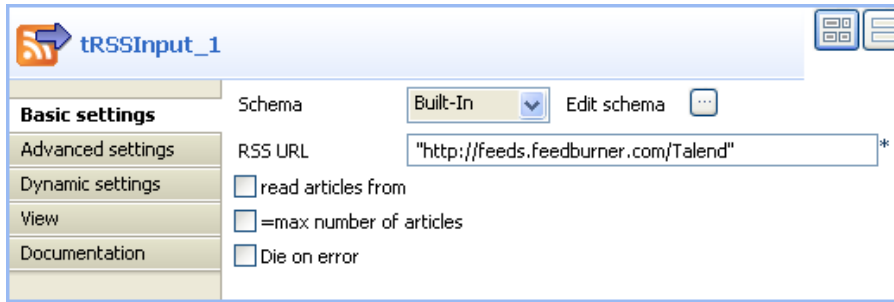 tRSSInput_1
Basic settings
Advanced settings
Dynamic settings
View
Documentation
Schema Built-In Edit schema ...
RSS URL "http://feeds.feedburner.com/Talend" *
read articles from
=max number of articles
Die on error